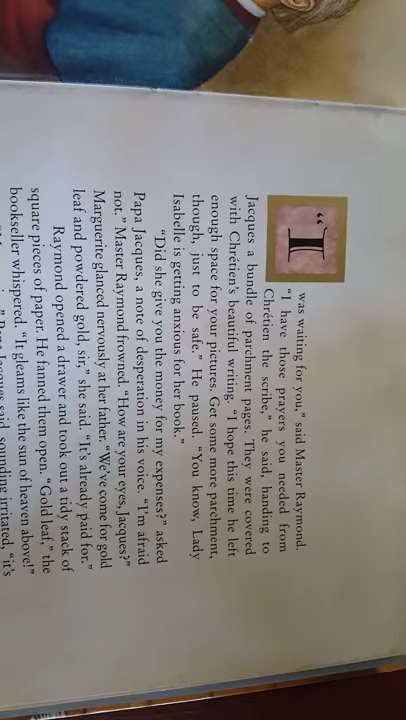 "I was waiting for you," said Master Raymond.
"I have those prayers you needed from
Chrétien the scribe," he said, handing to
Jacques a bundle of parchment pages. They were covered
with Chrétien's beautiful writing. "I hope this time he left
enough space for your pictures. Get some more parchment,
though, just to be safe." He paused. "You know, Lady
Isabelle is getting anxious for her book."
"Did she give you the money for my expenses?" asked
Papa Jacques, a note of desperation in his voice. "I'm afraid
not." Master Raymond frowned. "How are your eyes, Jacques?"
Marguerite glanced nervously at her father. "We've come for gold
leaf and powdered gold, sir," she said. "It's already paid for."
Raymond opened a drawer and took out a tidy stack of
square pieces of paper. He fanned them open. "Gold leaf," the
bookseller whispered. "It gleams like the sun of heaven above!"
Papa Jacques said, sounding irritated, "it's